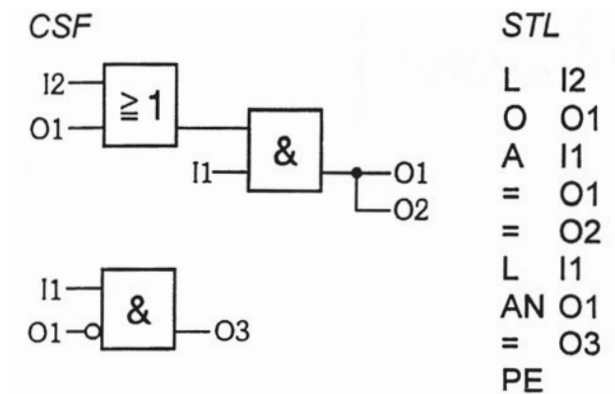 CSF
I2
O1
≧ 1
I1
&
O1
O2
I1
O1
&
O3
STL
L I2
O O1
A I1
= O1
= O2
L I1
AN O1
= O3
PE